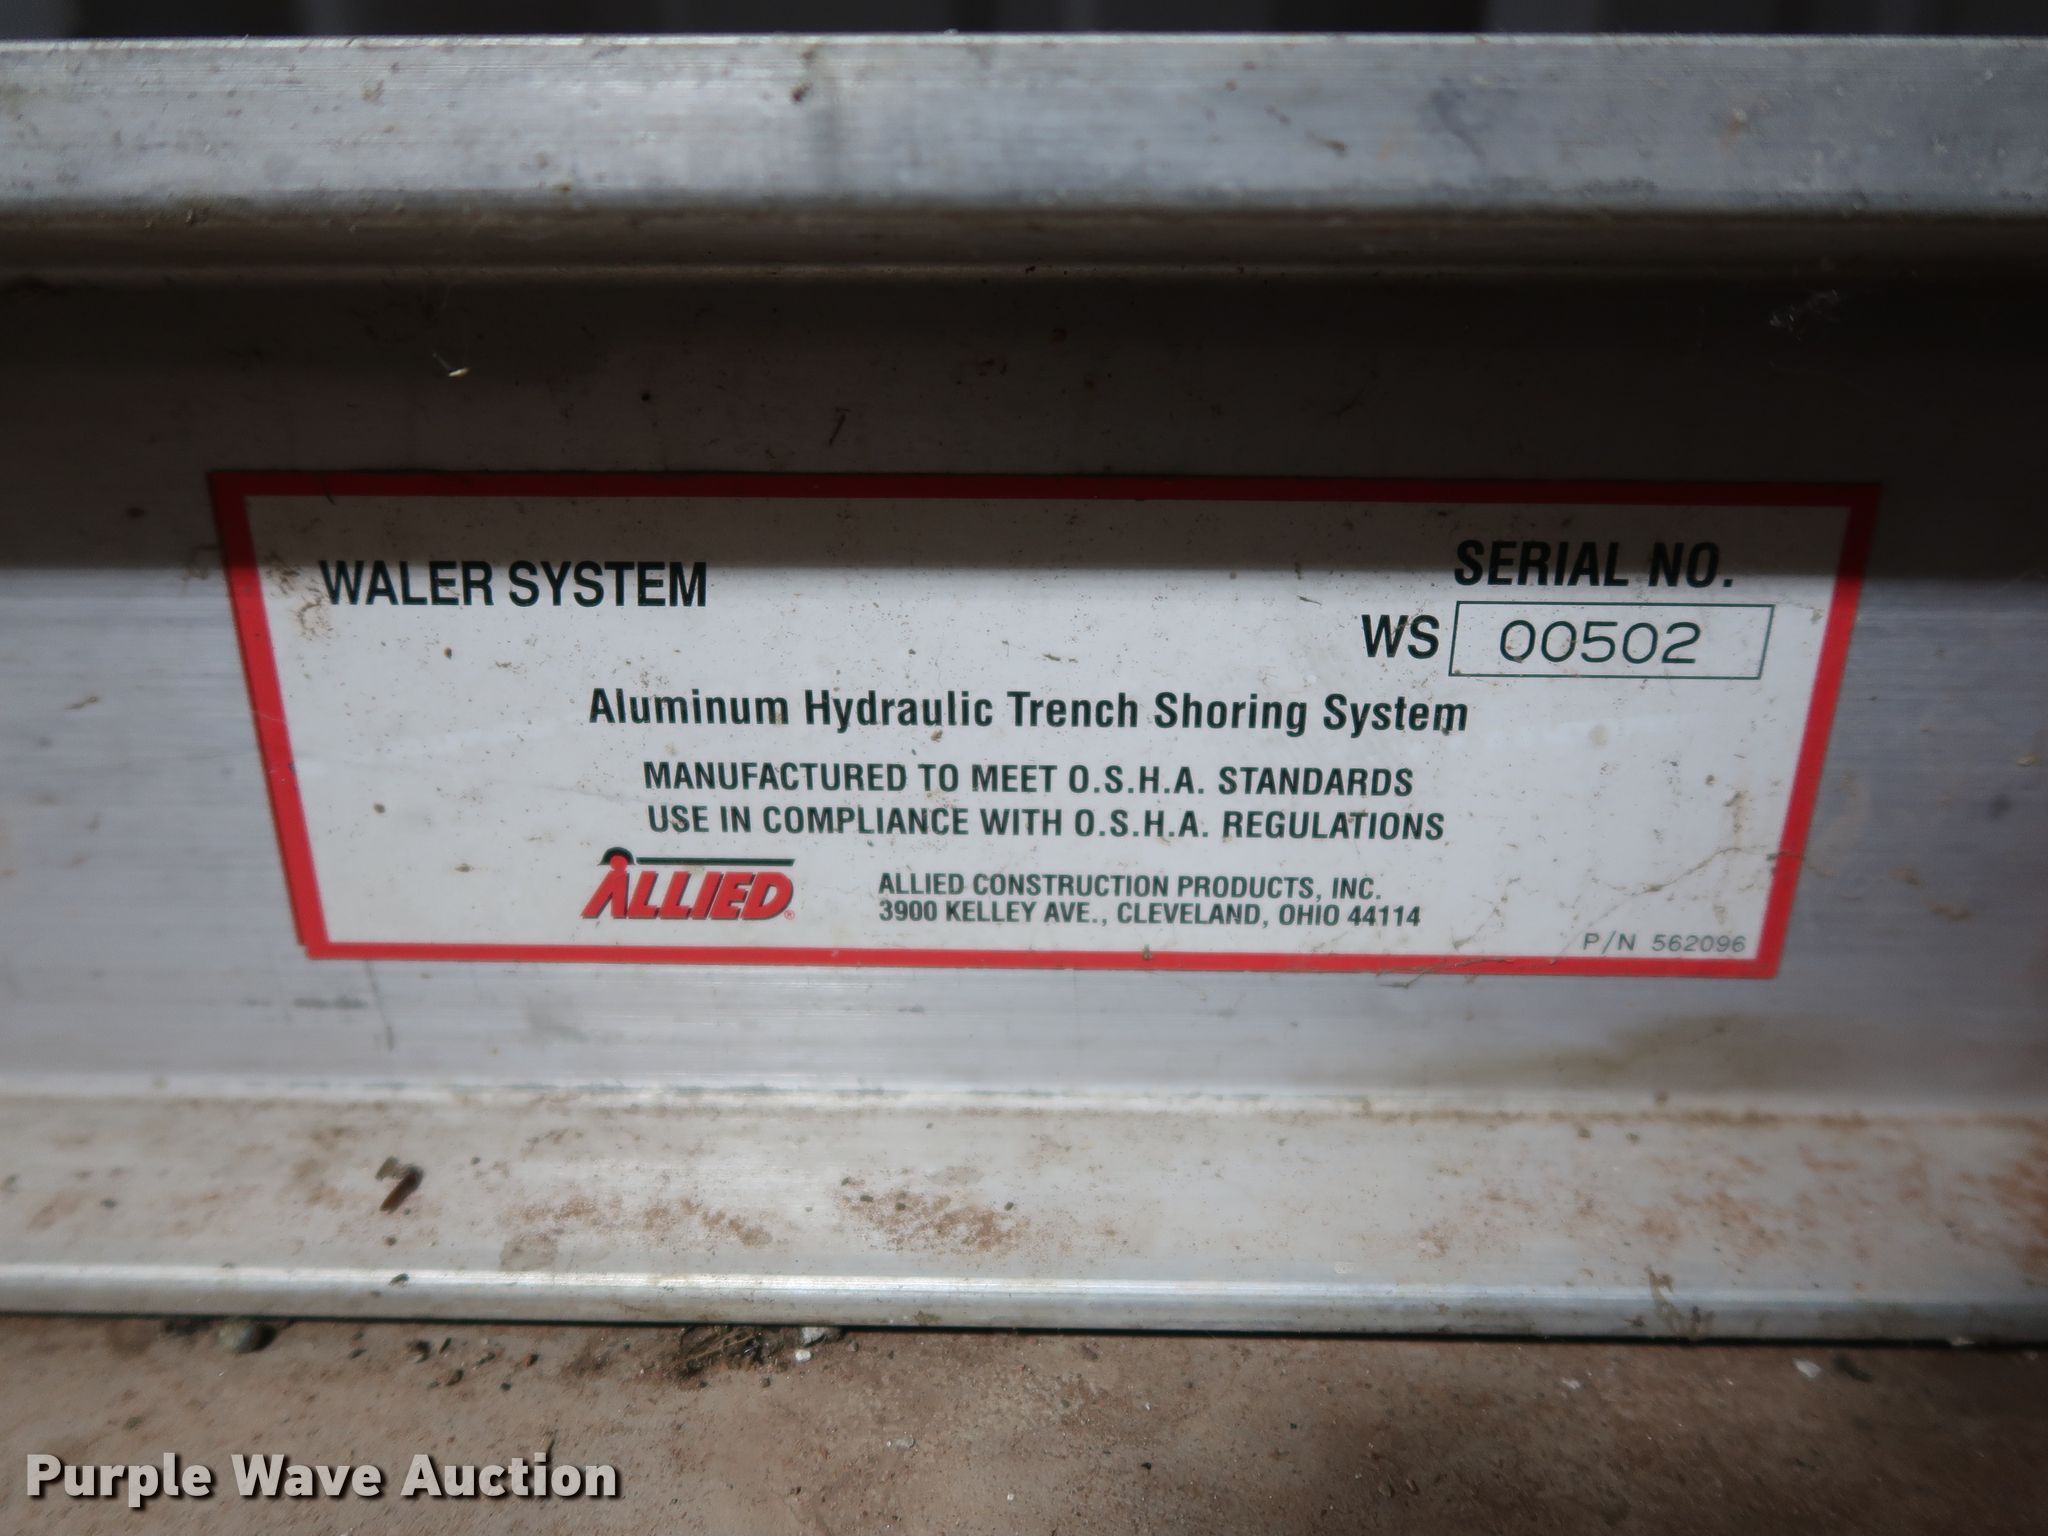 WALER SYSTEM
SERIAL NO.
WS 00502
Aluminum Hydraulic Trench Shoring System
MANUFACTURED TO MEET O.S.H.A. STANDARDS
USE IN COMPLIANCE WITH O.S.H.A. REGULATIONS
ALLIED®
ALLIED CONSTRUCTION PRODUCTS, INC.
3900 KELLEY AVE., CLEVELAND, OHIO 44114
P/N 562096
Purple Wave Auction